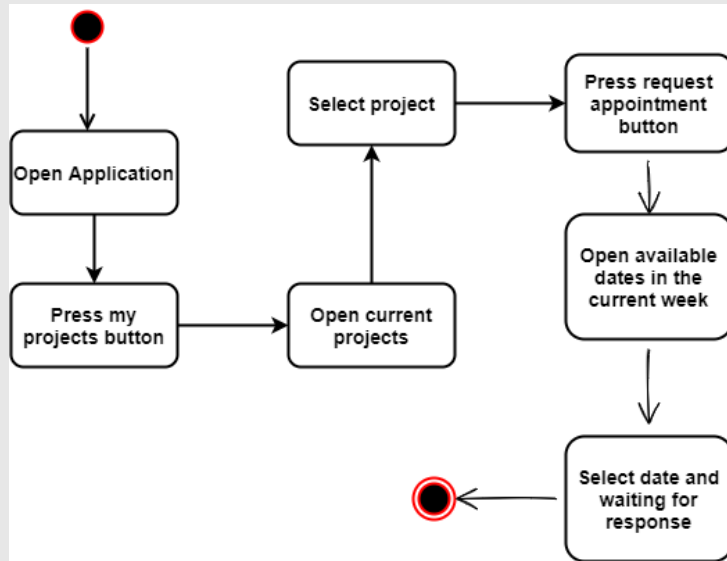 Open Application
Press my
projects button
Open current
projects
Select project
Press request
appointment
button
Open available
dates in the
current week
Select date and
waiting for
response